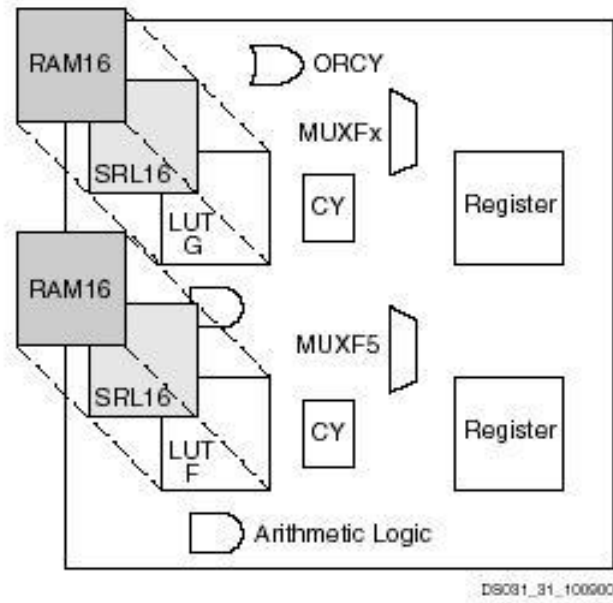 RAM16
ORCY
MUXFx
SRL16
LUT
G
CY
Register
RAM16
MUXF5
SRL16
LUT
F
CY
Register
Arithmetic Logic
DS031_31_100900